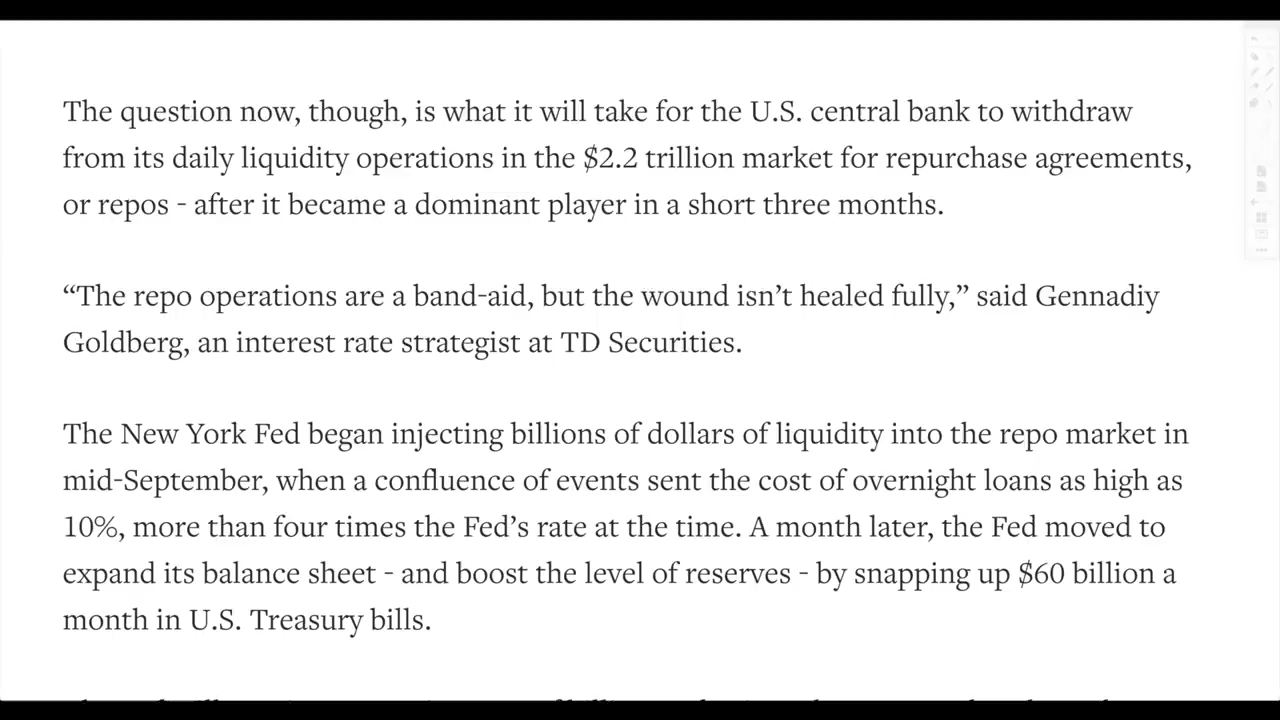 The question now, though, is what it will take for the U.S. central bank to withdraw
from its daily liquidity operations in the $2.2 trillion market for repurchase agreements,
or repos - after it became a dominant player in a short three months.
“The repo operations are a band-aid, but the wound isn’t healed fully,” said Gennadiy
Goldberg, an interest rate strategist at TD Securities.
The New York Fed began injecting billions of dollars of liquidity into the repo market in
mid-September, when a confluence of events sent the cost of overnight loans as high as
10%, more than four times the Fed’s rate at the time. A month later, the Fed moved to
expand its balance sheet - and boost the level of reserves - by snapping up $60 billion a
month in U.S. Treasury bills.